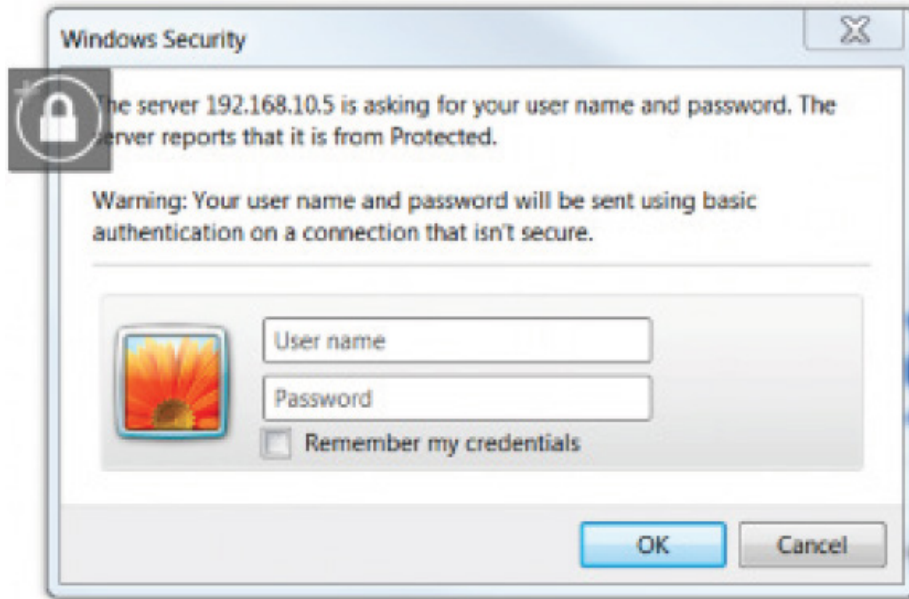 Windows Security
he server 192.168.10.5 is asking for your user name and password. The
erver reports that it is from Protected.
Warning: Your user name and password will be sent using basic
authentication on a connection that isn't secure.
User name
Password
Remember my credentials
OK
Cancel